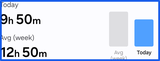 Today
9h 50m
Avg (week)
12h 50m
Avg
(week)
Today